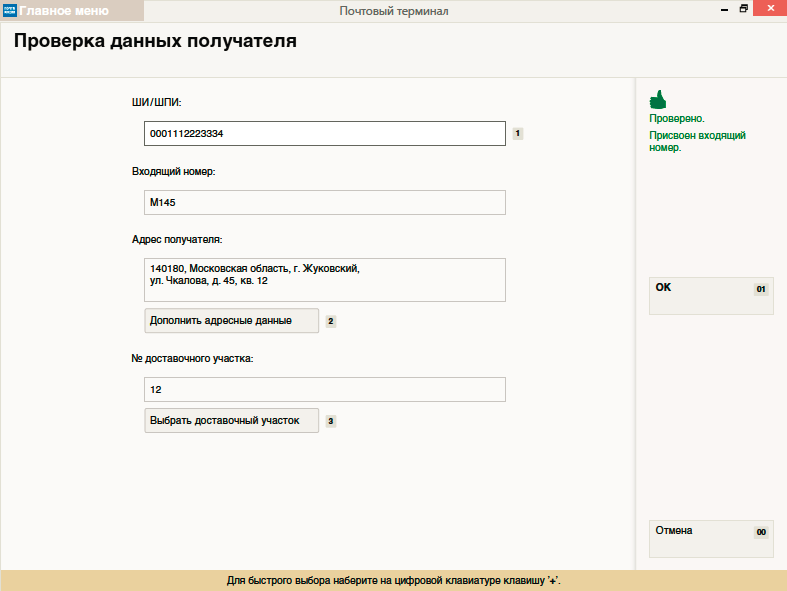 Главное меню
Почтовый терминал
Проверка данных получателя
ШИ/ШПИ:
0001112223334
1
Входящий номер:
М145
Адрес получателя:
140180, Московская область, г. Жуковский,
ул. Чкалова, д. 45, кв. 12
Дополнить адресные данные
2
№ доставочного участка:
12
Выбрать доставочный участок
3
Проверено.
Присвоен входящий
номер.
ОК
01
Отмена
00
Для быстрого выбора наберите на цифровой клавиатуре клавишу '+'.